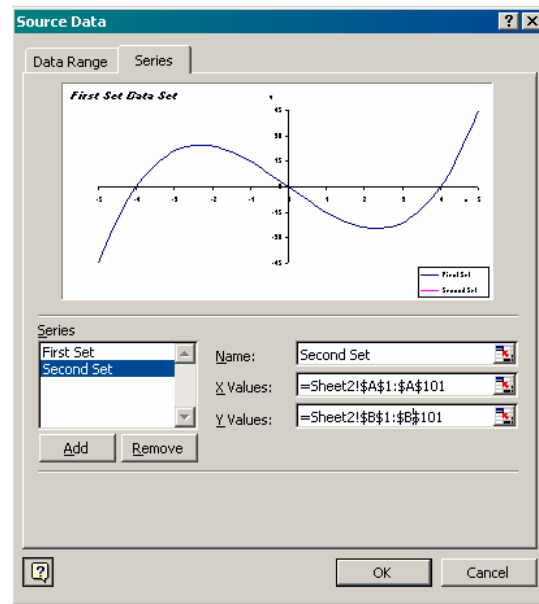 Source Data
Data Range Series
First Set Data Set
45
30
15
0
-5 -4 -3 -2 -1 0 1 2 3 4 x 5
-15
-30
-45
First Set
Second Set
Series
First Set
Second Set
Name: Second Set
X Values: =Sheet2!$A$1:$A$101
Y Values: =Sheet2!$B$1:$B$101
Add Remove
OK Cancel